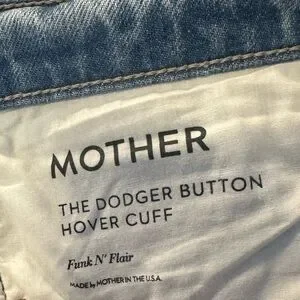 MOTHER
THE DODGER BUTTON
HOVER CUFF
Funk N' Flair
MADE by MOTHER IN THE U.S.A.